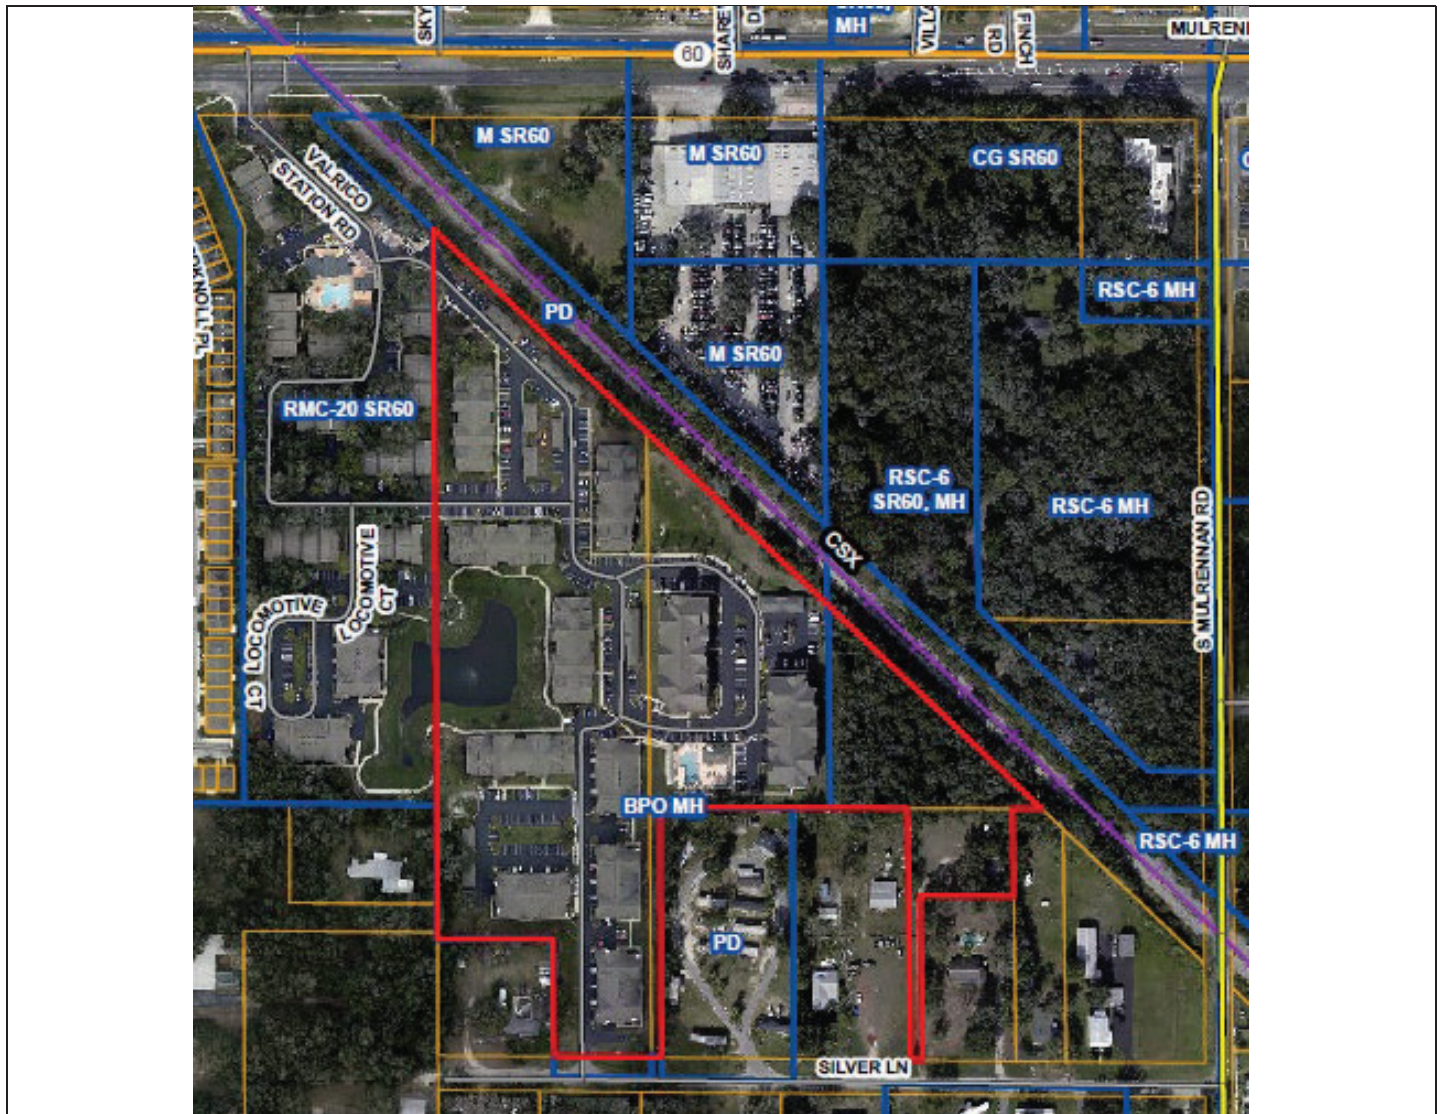 SKY
SHARE
MH
VILLA
FINCH
RD
MULREN
60
M SR60
M SR60
CG SR60
VALRICO
STATION RD
RSC-6 MH
PD
M SR60
RMC-20 SR60
RSC-6
SR60, MH
RSC-6 MH
S MULRENNAN RD
CSX
LOCOMOTIVE
CT
LOCOMOTIVE
CT
BPO MH
RSC-6 MH
PD
SILVER LN